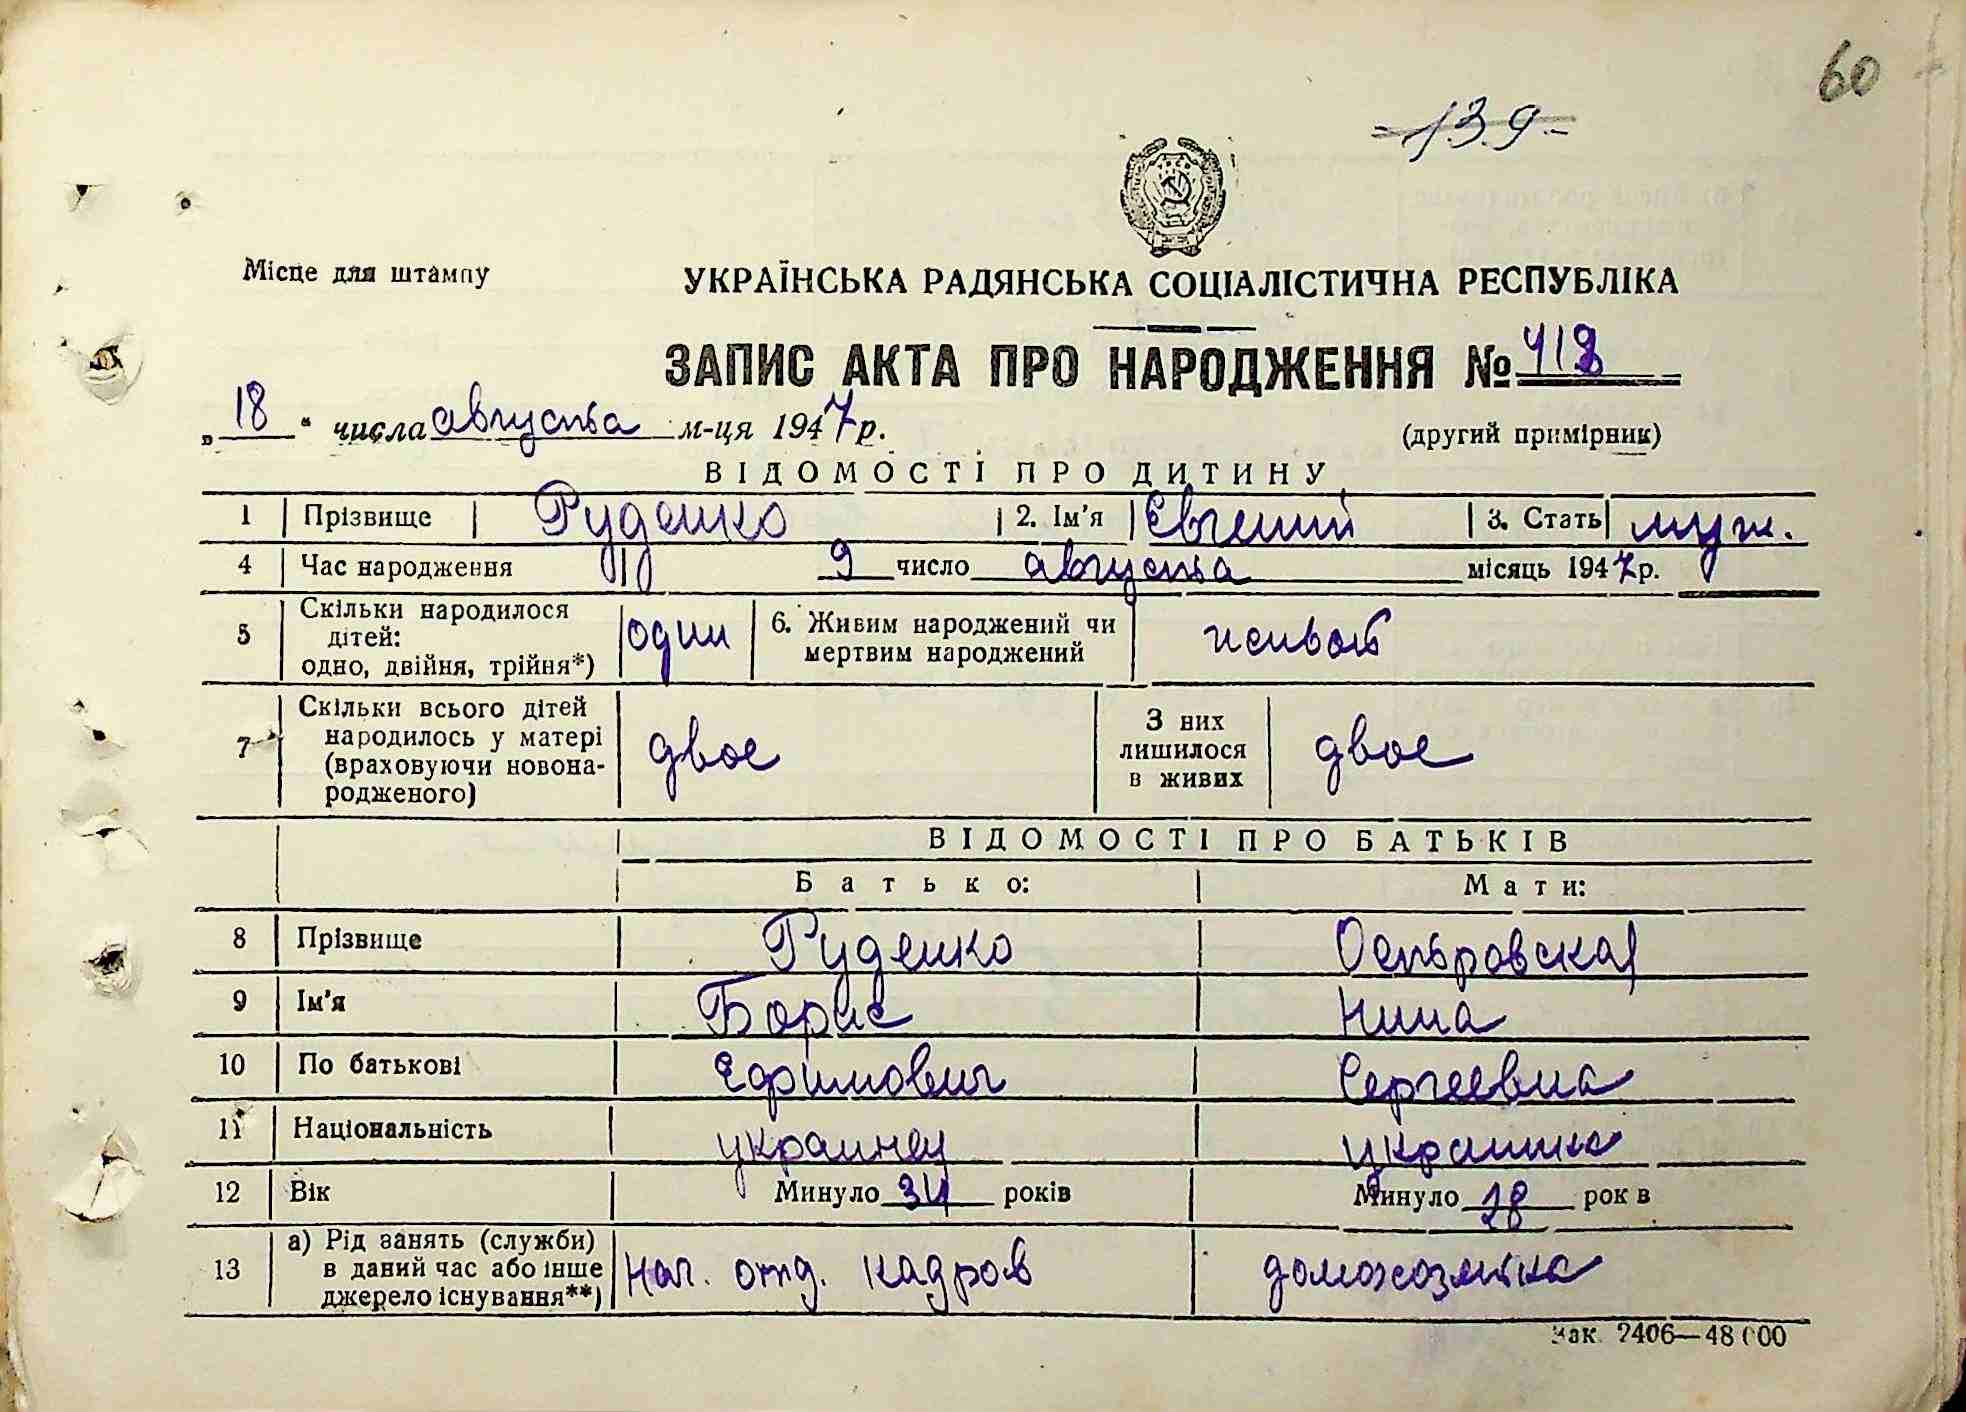 60
-139-
Місце для штампу
УКРАЇНСЬКА РАДЯНСЬКА СОЦІАЛІСТИЧНА РЕСПУБЛІКА
ЗАПИС АКТА ПРО НАРОДЖЕННЯ №
„18“ числа августа м-ця 1947 р.
(другий примірник)
ВІДОМОСТІ ПРО ДИТИНУ
1 Прізвище Руденко 2. Ім'я Евгений 3. Стать муж.
4 Час народження 9 число августа місяць 1947 р.
5 Скільки народилося дітей: одно, двійня, трійня*) один 6. Живим народжений чи мертвим народжений живой
7 Скільки всього дітей народилось у матері (враховуючи новонародженого) двое З них лишилося в живих двое
ВІДОМОСТІ ПРО БАТЬКІВ
Батько: Мати:
8 Прізвище Руденко Островская
9 Ім'я Борис Нина
10 По батькові Ефимович Сергеевна
11 Національність украинец украинка
12 Вік Минуло 34 років Минуло 28 рок в
13 а) Рід занять (служби) в даний час або інше джерело існування**) нач. отд. кадров домохозяйка
Зак. 2406—48000